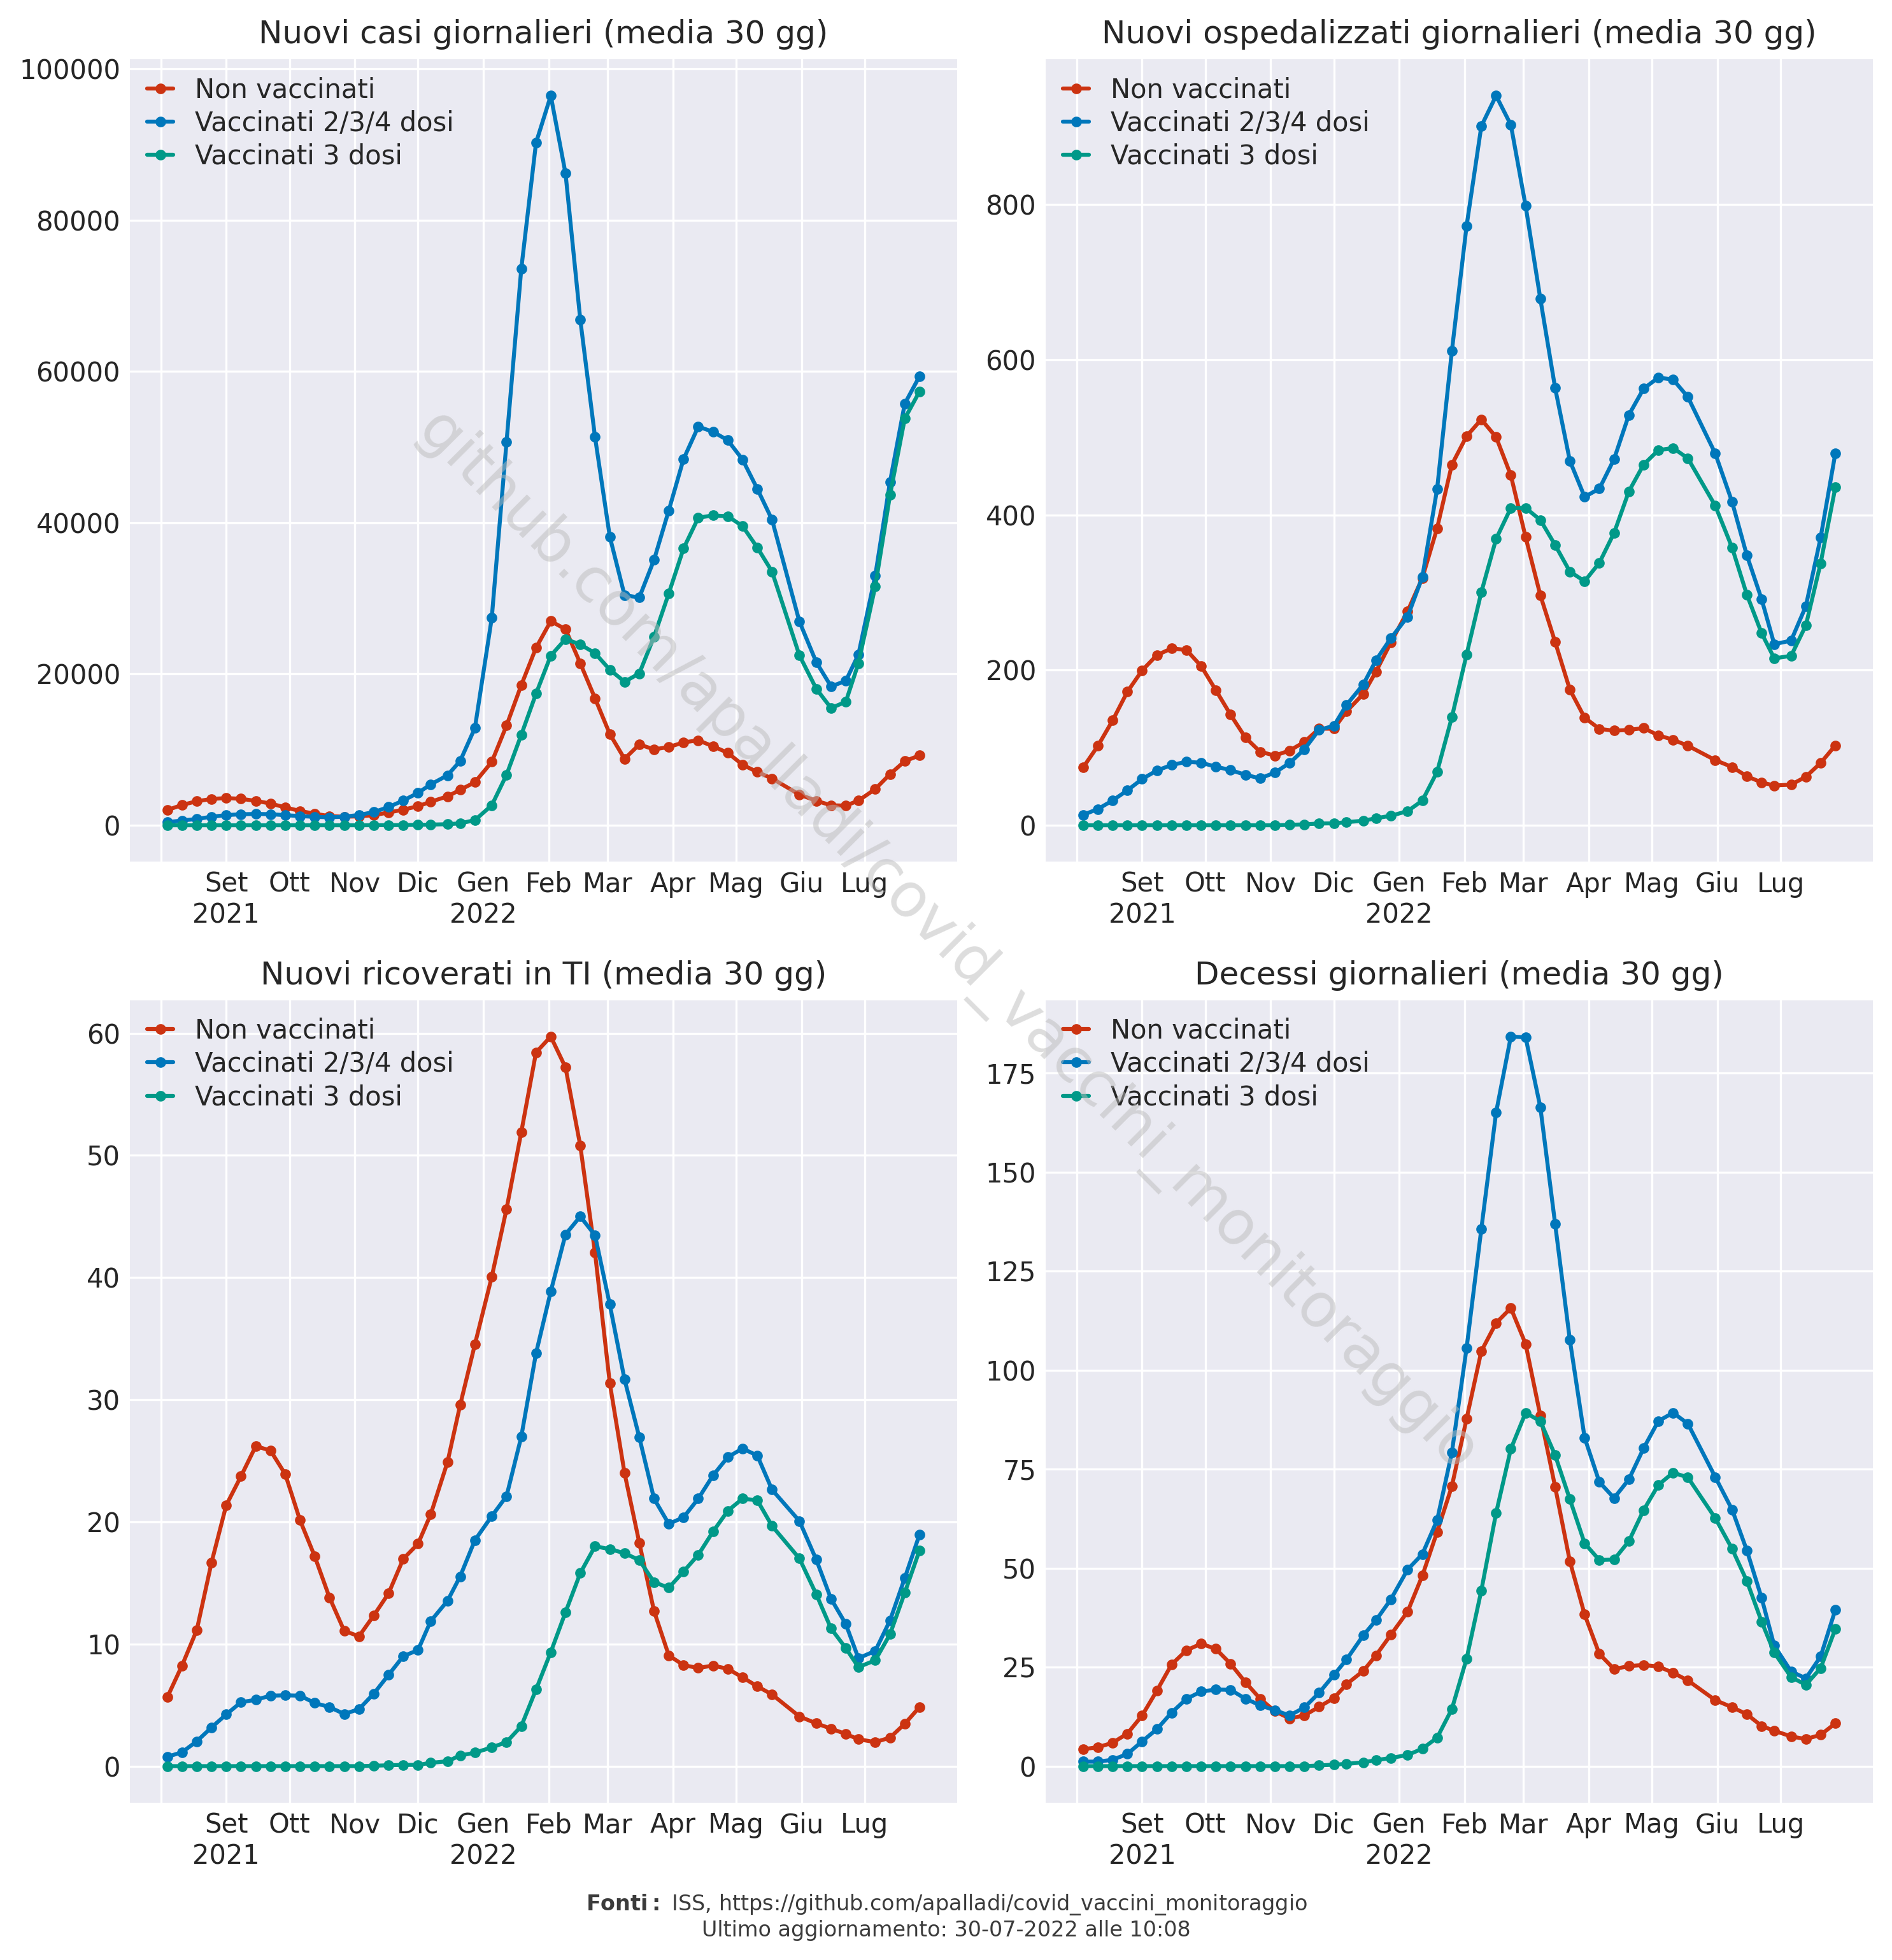 Nuovi casi giornalieri (media 30 gg)
100000
80000
60000
40000
20000
0
Non vaccinati
Vaccinati 2/3/4 dosi
Vaccinati 3 dosi
Set Ott Nov Dic Gen Feb Mar Apr Mag Giu Lug
2021 2022
Nuovi ospedalizzati giornalieri (media 30 gg)
800
600
400
200
0
Non vaccinati
Vaccinati 2/3/4 dosi
Vaccinati 3 dosi
Set Ott Nov Dic Gen Feb Mar Apr Mag Giu Lug
2021 2022
Nuovi ricoverati in TI (media 30 gg)
60
50
40
30
20
10
0
Non vaccinati
Vaccinati 2/3/4 dosi
Vaccinati 3 dosi
Set Ott Nov Dic Gen Feb Mar Apr Mag Giu Lug
2021 2022
Decessi giornalieri (media 30 gg)
175
150
125
100
75
50
25
0
Non vaccinati
Vaccinati 2/3/4 dosi
Vaccinati 3 dosi
Set Ott Nov Dic Gen Feb Mar Apr Mag Giu Lug
2021 2022
github.com/apalladi/covid_vaccini_monitoraggio
Fonti: ISS, https://github.com/apalladi/covid_vaccini_monitoraggio
Ultimo aggiornamento: 30-07-2022 alle 10:08